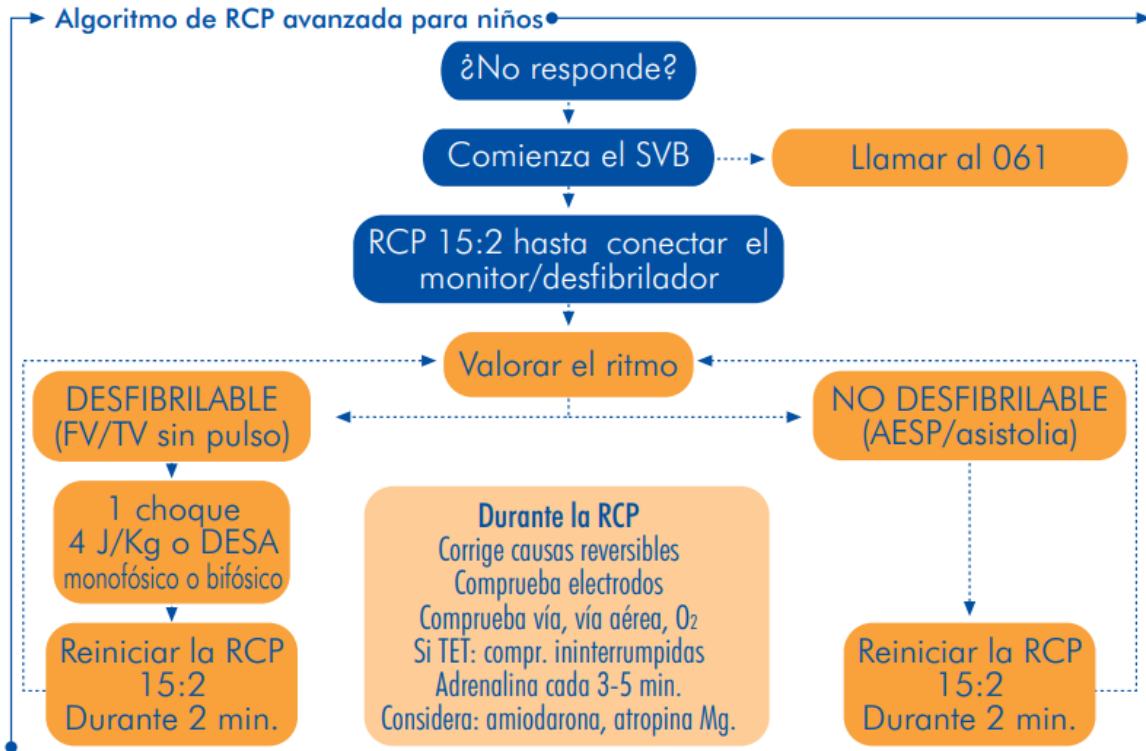 Algoritmo de RCP avanzada para niños
¿No responde?
Comienza el SVB
Llamar al 061
RCP 15:2 hasta conectar el
monitor/desfibrilador
Valorar el ritmo
DESFIBRILABLE
(FV/TV sin pulso)
1 choque
4 J/Kg o DESA
monofósico o bifósico
Reiniciar la RCP
15:2
Durante 2 min.
Durante la RCP
Corrige causas reversibles
Comprueba electrodos
Comprueba vía, vía aérea, O₂
Si TET: compr. ininterrumpidas
Adrenalina cada 3-5 min.
Considera: amiodarona, atropina Mg.
NO DESFIBRILABLE
(AESP/asistolia)
Reiniciar la RCP
15:2
Durante 2 min.